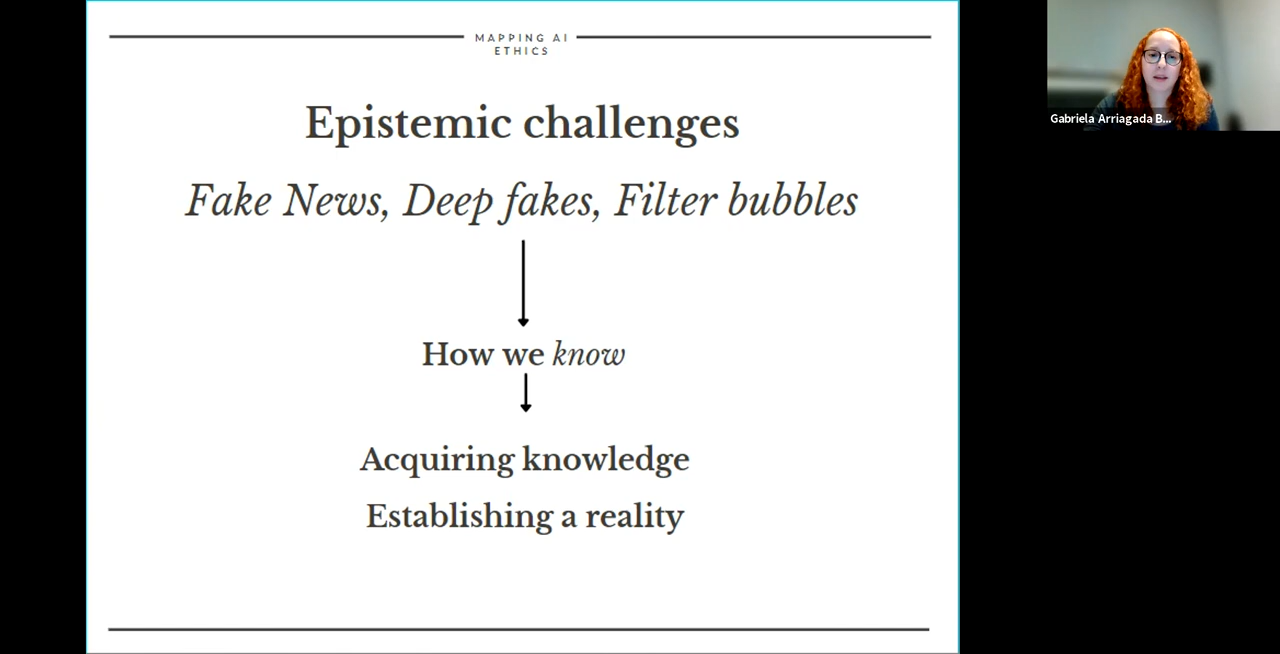 MAPPING AI
ETHICS
Epistemic challenges
Fake News, Deep fakes, Filter bubbles
How we know
Acquiring knowledge
Establishing a reality
Gabriela Arriagada B...